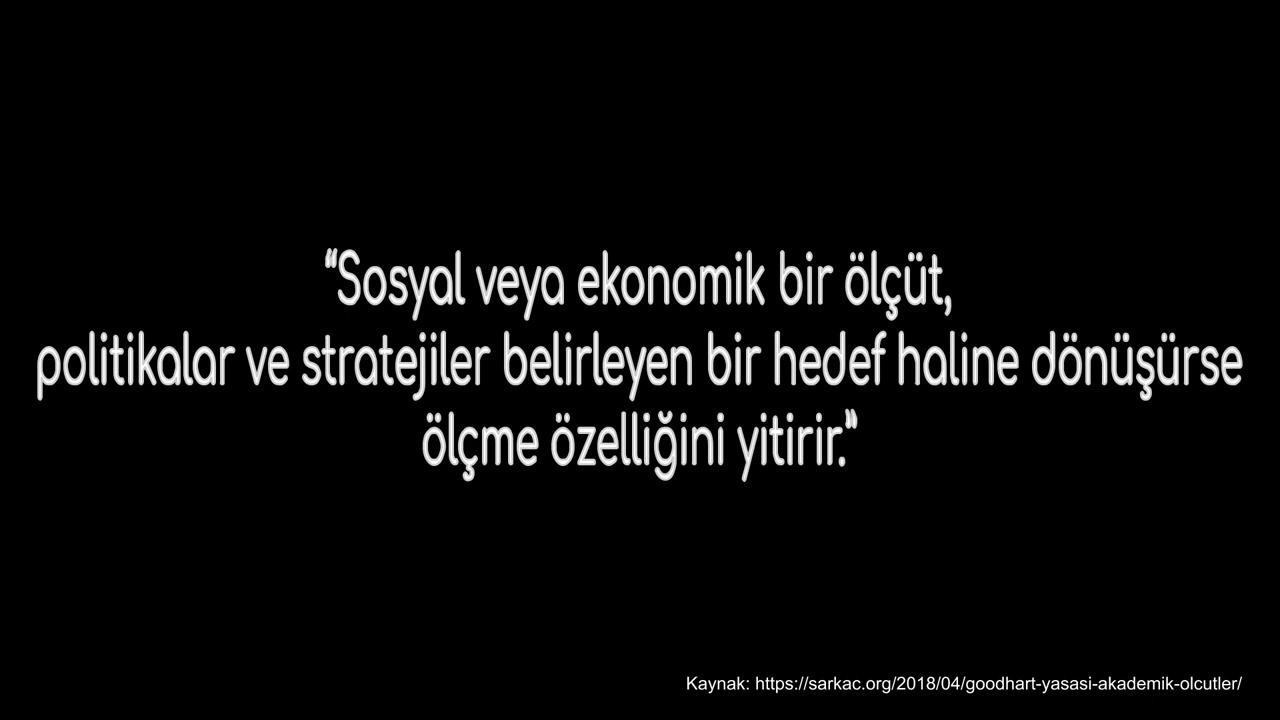 “Sosyal veya ekonomik bir ölçüt,
politikalar ve stratejiler belirleyen bir hedef haline dönüşürse
ölçme özelliğini yitirir.”
Kaynak: https://sarkac.org/2018/04/goodhart-yasasi-akademik-olcutler/